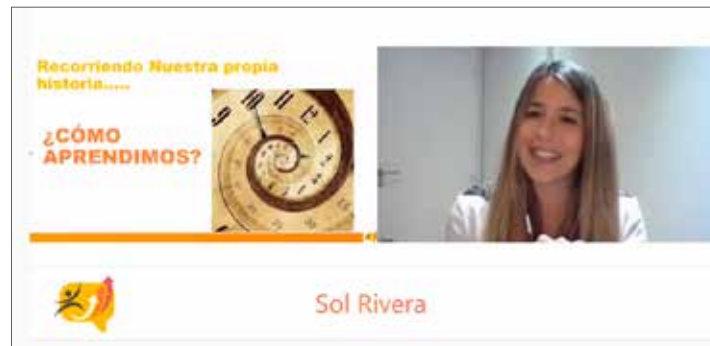 Recorriendo Nuestra propia
historia.....
¿CÓMO
APRENDIMOS?
Sol Rivera